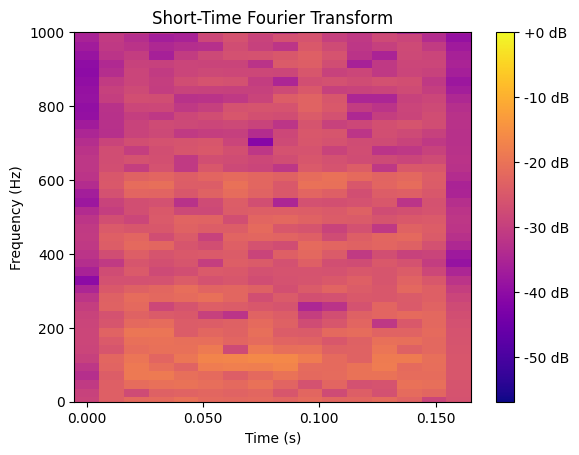 Short-Time Fourier Transform
1000
800
600
400
200
0
Frequency (Hz)
0.000
0.050
0.100
0.150
Time (s)
+0 dB
-10 dB
-20 dB
-30 dB
-40 dB
-50 dB